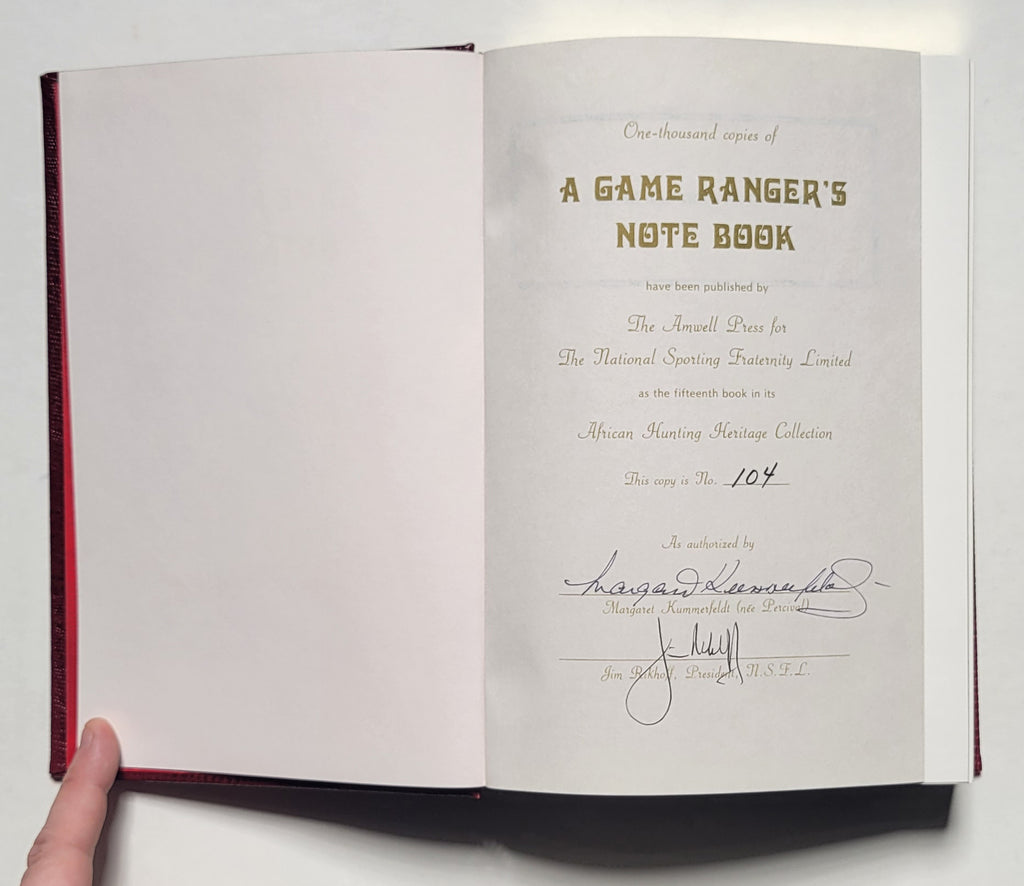 One-thousand copies of
A GAME RANGER'S
NOTE BOOK
have been published by
The Amwell Press for
The National Sporting Fraternity Limited
as the fifteenth book in its
African Hunting Heritage Collection
This copy is No. 104
As authorized by
Margaret Kummerfeldt
Margaret Kummerfeldt (née Percival)
Jim Rikhoff, President, N.S.F.L.